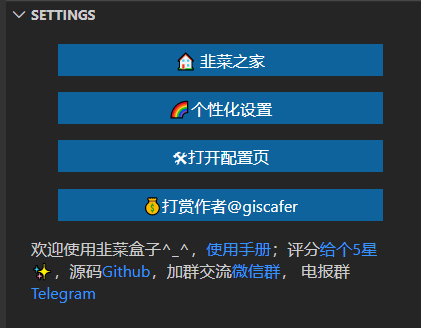 SETTINGS
🏠 韭菜之家
🌈个性化设置
🛠打开配置页
💰打赏作者@giscafer
欢迎使用韭菜盒子^_^，使用手册；评分给个5星
✨，源码Github，加群交流微信群， 电报群
Telegram